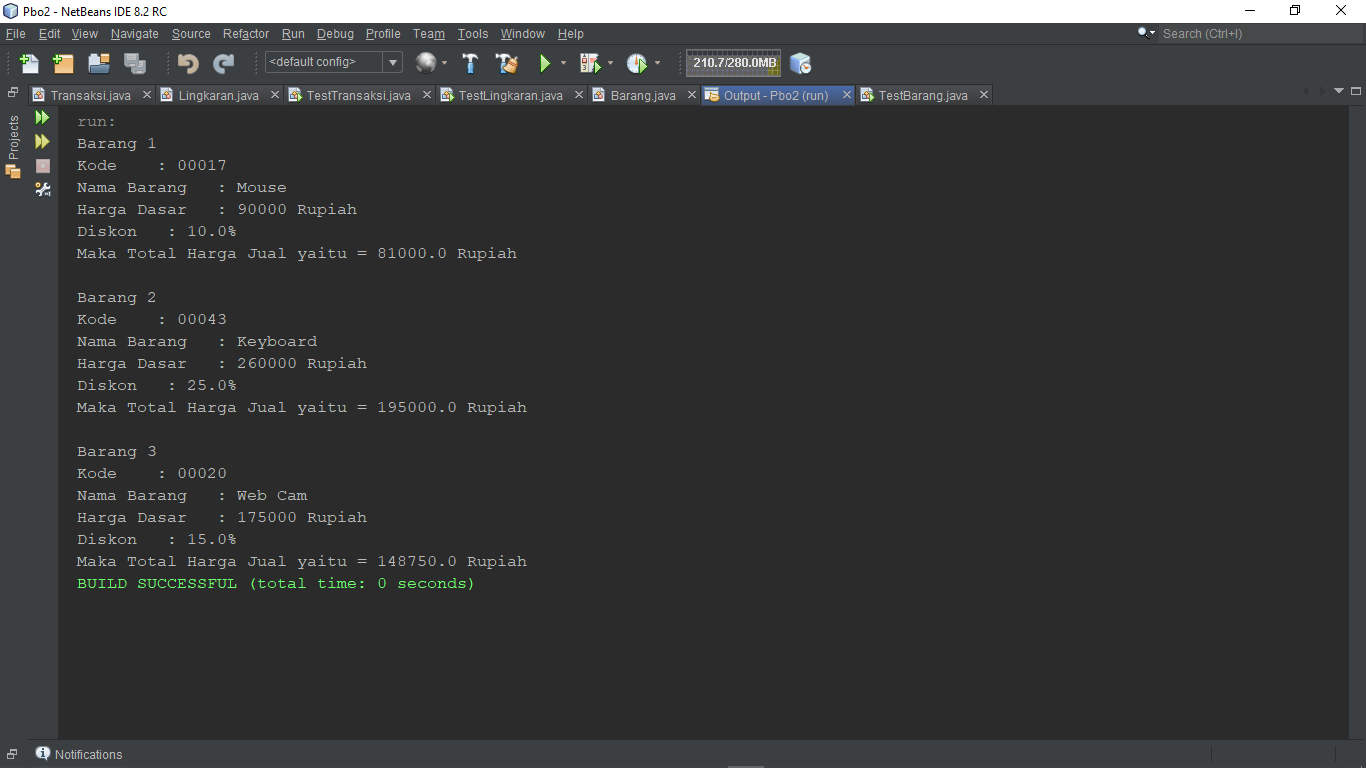 Pbo2 - NetBeans IDE 8.2 RC
File Edit View Navigate Source Refactor Run Debug Profile Team Tools Window Help
Search (Ctrl+I)
<default config>
210.7/280.0MB
Transaksi.java Lingkaran.java TestTransaksi.java TestLingkaran.java Barang.java Output - Pbo2 (run) TestBarang.java
Projects
run:
Barang 1
Kode    : 00017
Nama Barang   : Mouse
Harga Dasar   : 90000 Rupiah
Diskon   : 10.0%
Maka Total Harga Jual yaitu = 81000.0 Rupiah
Barang 2
Kode    : 00043
Nama Barang   : Keyboard
Harga Dasar   : 260000 Rupiah
Diskon   : 25.0%
Maka Total Harga Jual yaitu = 195000.0 Rupiah
Barang 3
Kode    : 00020
Nama Barang   : Web Cam
Harga Dasar   : 175000 Rupiah
Diskon   : 15.0%
Maka Total Harga Jual yaitu = 148750.0 Rupiah
BUILD SUCCESSFUL (total time: 0 seconds)
Notifications